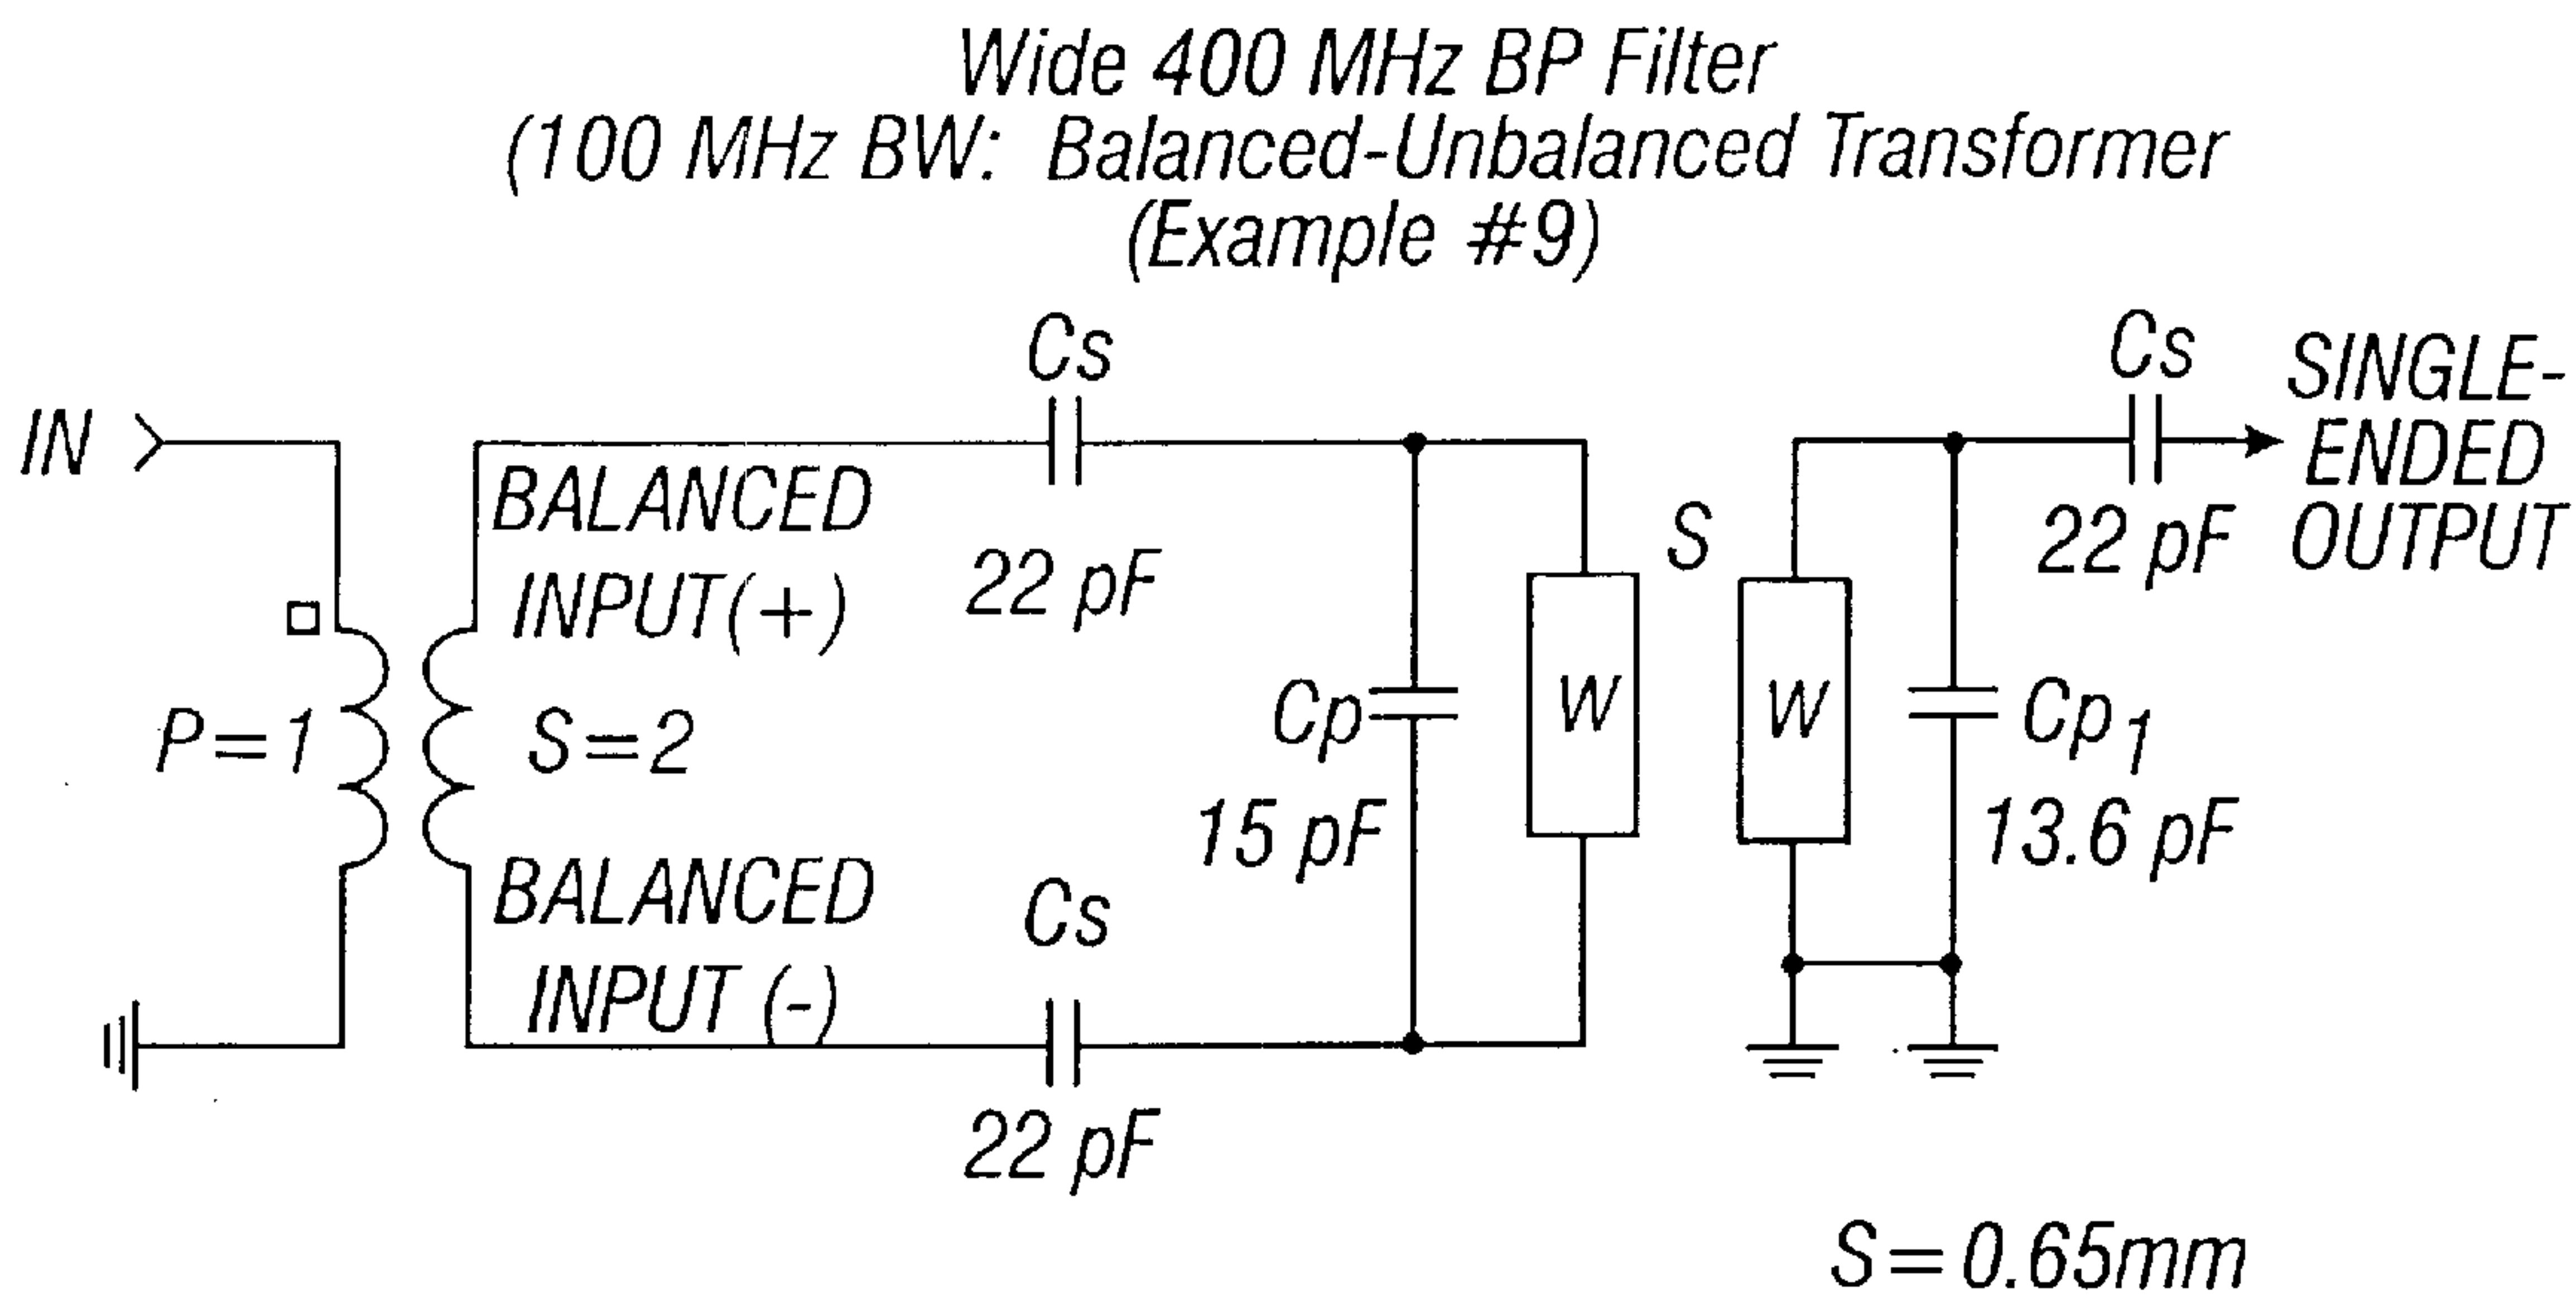 Wide 400 MHz BP Filter
(100 MHz BW: Balanced-Unbalanced Transformer
(Example #9)
IN
P=1
S=2
BALANCED
INPUT(+)
BALANCED
INPUT (-)
Cs
22 pF
Cs
22 pF
Cp
15 pF
W
S
W
Cp1
13.6 pF
Cs
22 pF
SINGLE-
ENDED
OUTPUT
S=0.65mm